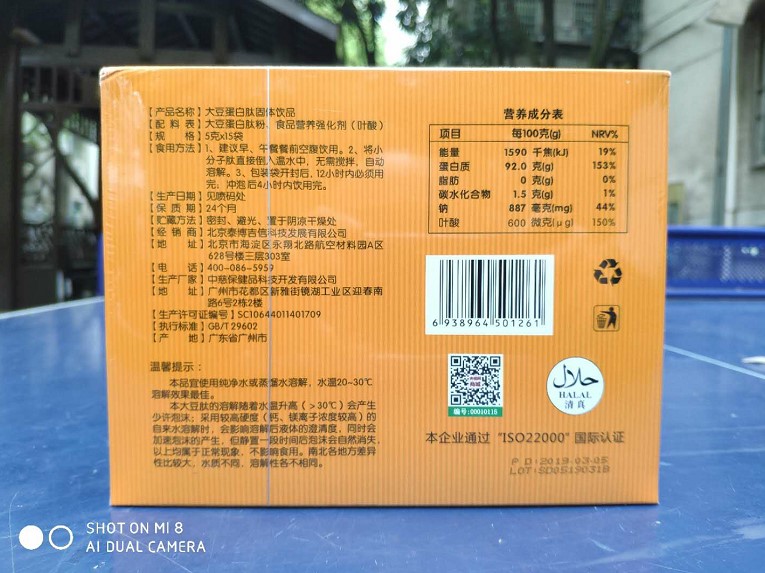 【产品名称】大豆蛋白肽固体饮品
【配 料 表】大豆蛋白肽粉、食品营养强化剂（叶酸）
【规 格】5克x15袋
【食用方法】1、建议早、午餐餐前空腹饮用。2、将小
分子肽直接倒入温水中，无需搅拌，自动
溶解。3、包装袋开封后，12小时内必须用
完；冲泡后4小时内饮用完。
【生产日期】见喷码处
【保 质 期】24个月
【贮藏方法】密封、避光、置于阴凉干燥处
【经 销 商】北京泰博吉信科技发展有限公司
【地 址】北京市海淀区永翔北路航空材料园A区
628号楼三层303室
【电 话】400-086-5959
【生产厂家】中慈保健品科技开发有限公司
【地 址】广州市花都区新雅街镜湖工业区迎春南
路6号2栋2楼
【生产许可证编号】SC10644011401709
【执行标准】GB/T 29602
【产 地】广东省广州市
温馨提示：
本品宜使用纯净水或蒸馏水溶解，水温20~30℃
溶解效果最佳。
本大豆肽的溶解随着水温升高（＞30℃）会产生
少许泡沫；采用较高硬度（钙、镁离子浓度较高）的
自来水溶解时，会影响溶解后液体的澄清度，同时会
加速泡沫的产生，但静置一段时间后泡沫会自然消失，
以上均属于正常现象，不影响食用。南北各地方差异
性比较大，水质不同，溶解性各不相同。
营养成分表
项目 每100克(g) NRV%
能量 1590 千焦(kJ) 19%
蛋白质 92.0 克(g) 153%
脂肪 0 克(g) 0%
碳水化合物 1.5 克(g) 1%
钠 887 毫克(mg) 44%
叶酸 600 微克(μg) 150%
6 938964 501261
编号:00010116
حلال
HALAL
清真
本企业通过 "ISO22000" 国际认证
PD:2019-03-05
LOT:SD0519031B
SHOT ON MI 8
AI DUAL CAMERA